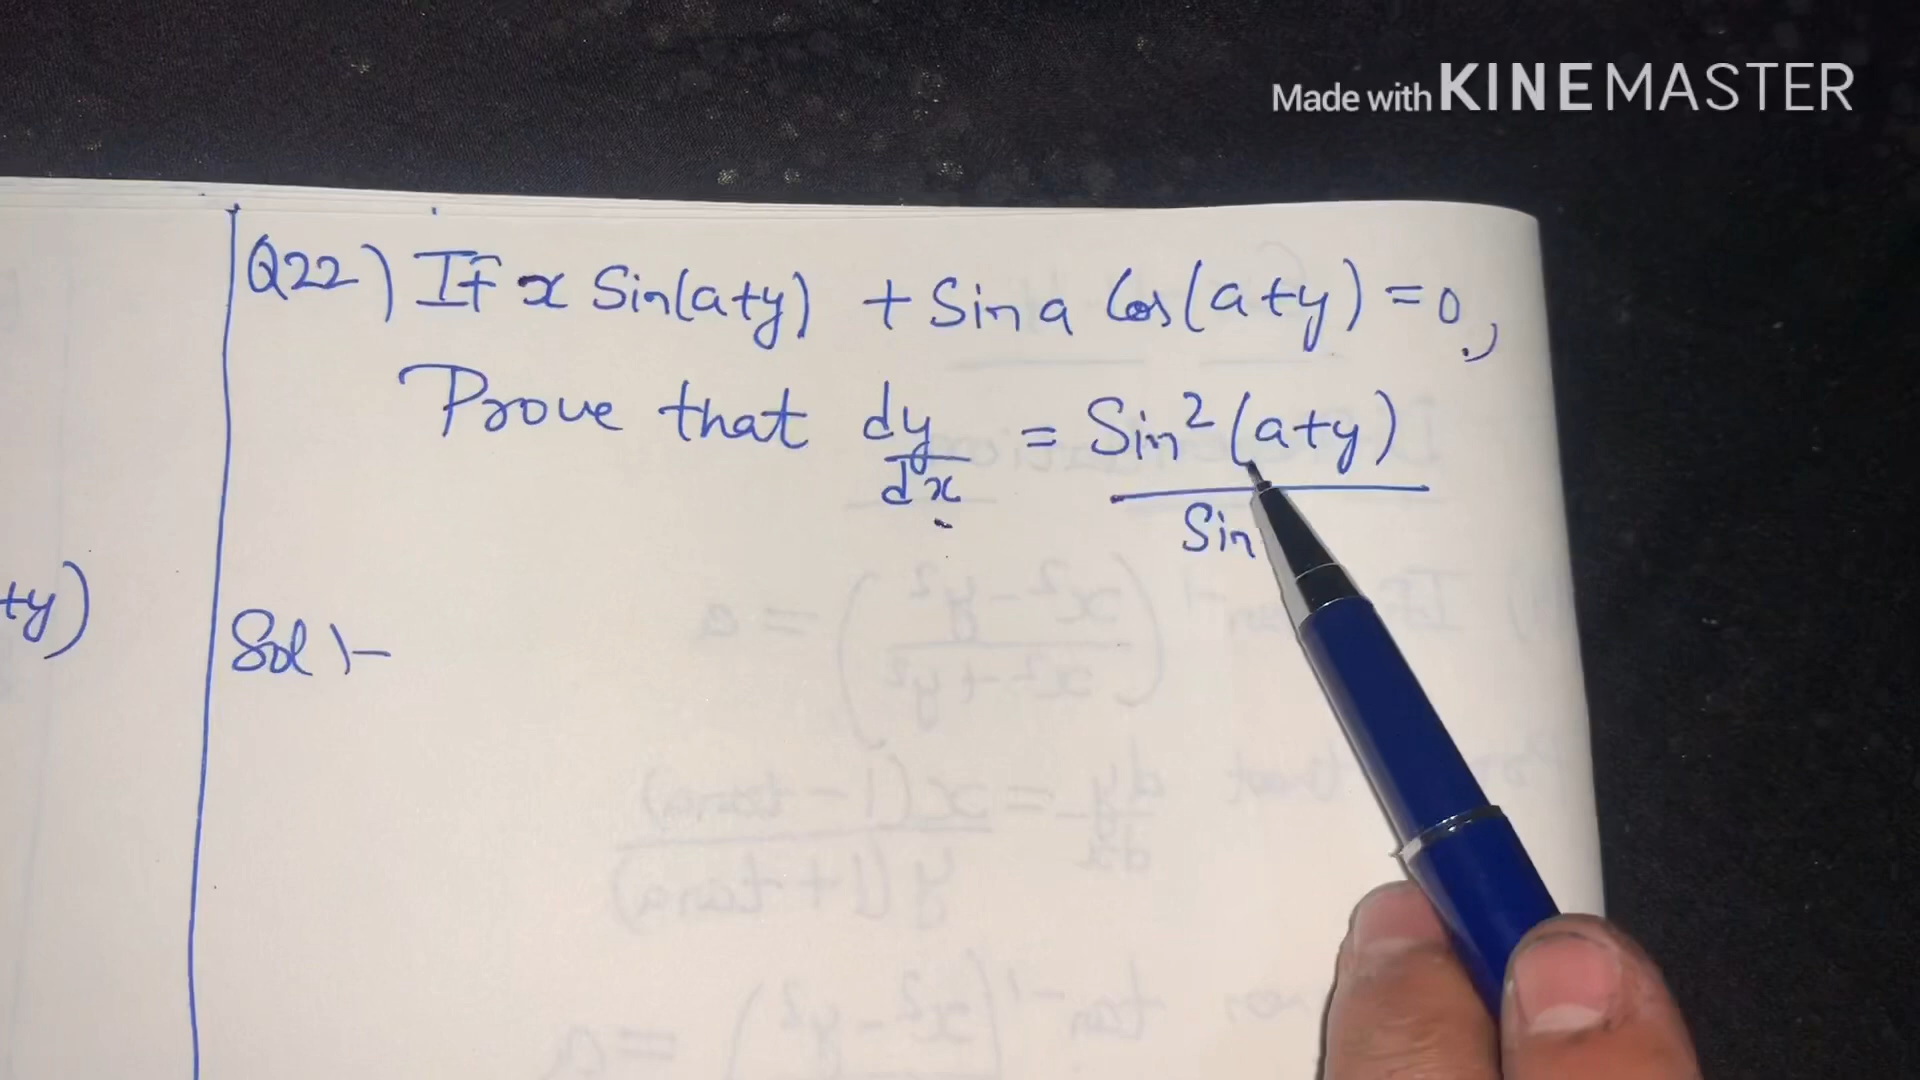 Made with KINEMASTER
Q22) If x Sin(a+y) + Sin a Cos(a+y) = 0,
Prove that dy/dx = Sin²(a+y)/Sin
+y)
Sol :-